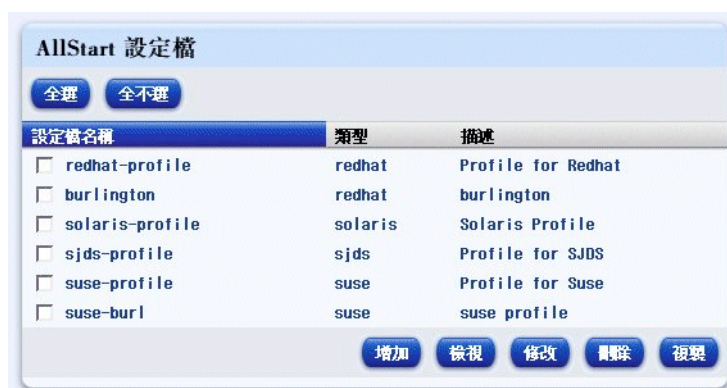 AllStart 設定檔
全選 全不選
設定檔名稱 類型 描述
redhat-profile redhat Profile for Redhat
burlington redhat burlington
solaris-profile solaris Solaris Profile
sjds-profile sjds Profile for SJDS
suse-profile suse Profile for Suse
suse-burl suse suse profile
增加 檢視 修改 刪除 複製